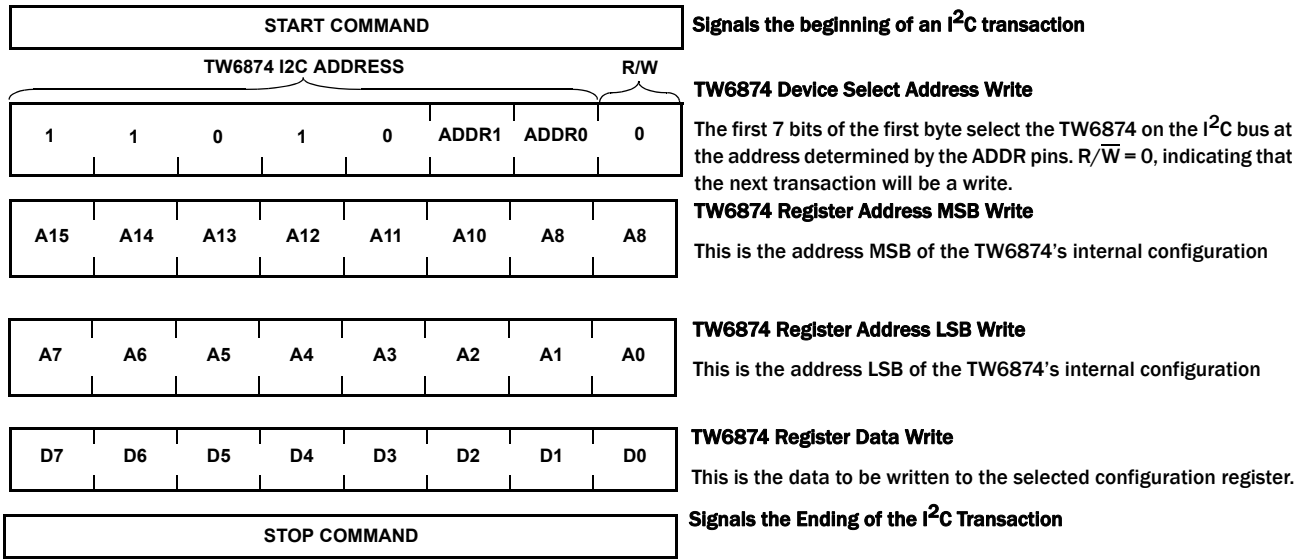 START COMMAND
Signals the beginning of an I²C transaction
TW6874 I2C ADDRESS
R/W
1 1 0 1 0 ADDR1 ADDR0 0
TW6874 Device Select Address Write
The first 7 bits of the first byte select the TW6874 on the I²C bus at
the address determined by the ADDR pins. R/W̅ = 0, indicating that
the next transaction will be a write.
A15 A14 A13 A12 A11 A10 A8 A8
TW6874 Register Address MSB Write
This is the address MSB of the TW6874's internal configuration
A7 A6 A5 A4 A3 A2 A1 A0
TW6874 Register Address LSB Write
This is the address LSB of the TW6874's internal configuration
D7 D6 D5 D4 D3 D2 D1 D0
TW6874 Register Data Write
This is the data to be written to the selected configuration register.
STOP COMMAND
Signals the Ending of the I²C Transaction